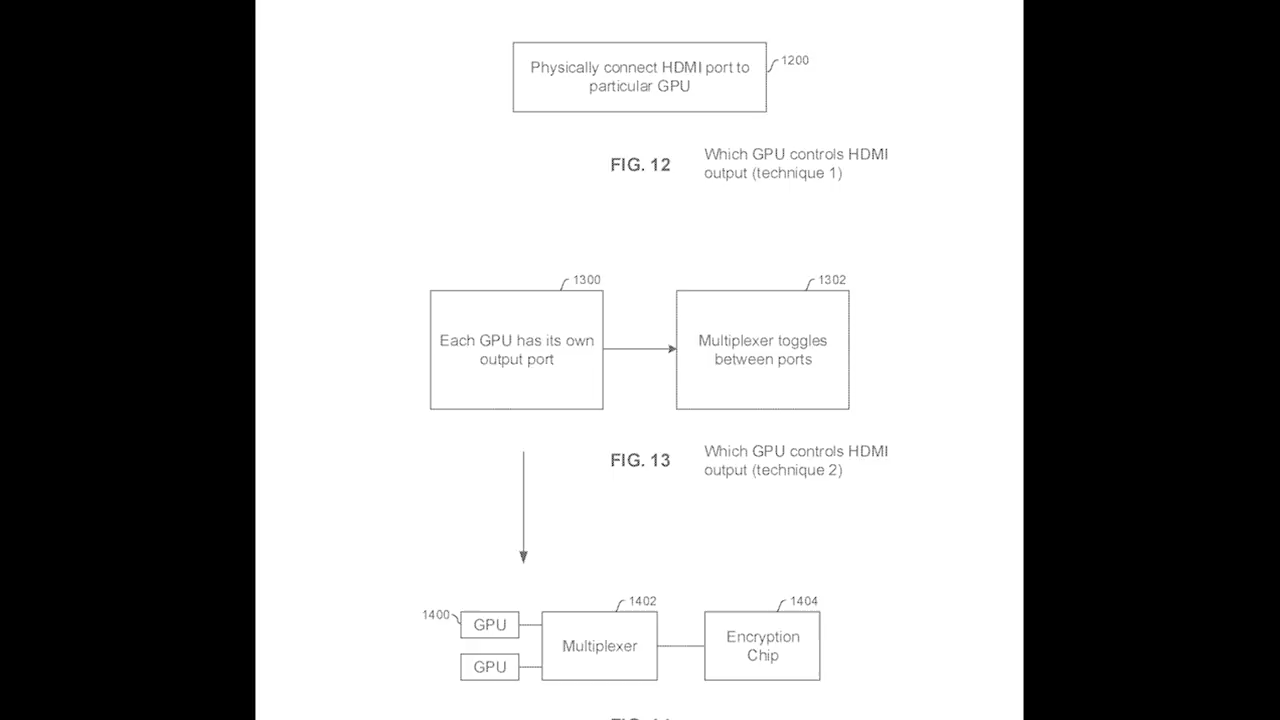 Physically connect HDMI port to
particular GPU
1200
FIG. 12
Which GPU controls HDMI
output (technique 1)
1300
1302
Each GPU has its own
output port
Multiplexer toggles
between ports
FIG. 13
Which GPU controls HDMI
output (technique 2)
1400
1402
1404
GPU
GPU
Multiplexer
Encryption
Chip